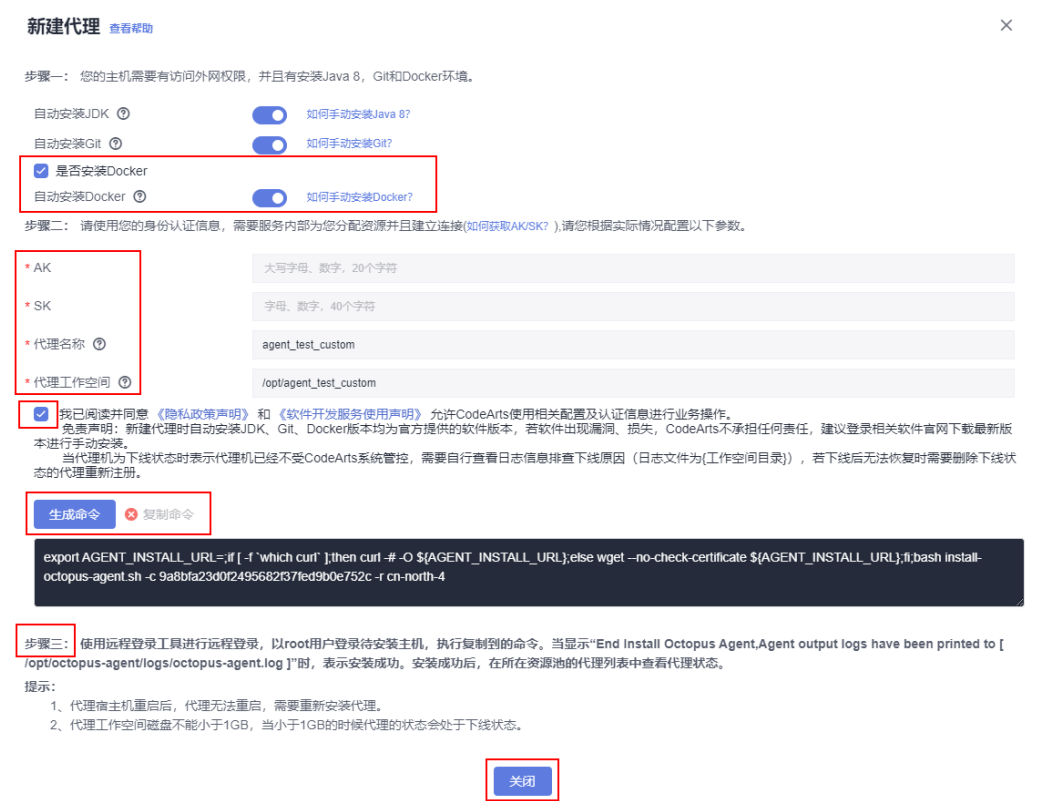 新建代理 查看帮助
步骤一： 您的主机需要有访问外网权限，并且有安装Java 8，Git和Docker环境。
自动安装JDK 如何手动安装Java 8?
自动安装Git 如何手动安装Git?
是否安装Docker
自动安装Docker 如何手动安装Docker?
步骤二： 请使用您的身份认证信息，需要服务内部为您分配资源并且建立连接(如何获取AK/SK? ),请您根据实际情况配置以下参数。
* AK 大写字母、数字，20个字符
* SK 字母、数字，40个字符
* 代理名称 agent_test_custom
* 代理工作空间 /opt/agent_test_custom
我已阅读并同意 《隐私政策声明》 和 《软件开发服务使用声明》 允许CodeArts使用相关配置及认证信息进行业务操作。
免责声明：新建代理时自动安装JDK、Git、Docker版本均为官方提供的软件版本，若软件出现漏洞、损失，CodeArts不承担任何责任，建议登录相关软件官网下载最新版
本进行手动安装。
当代理机为下线状态时表示代理机已经不受CodeArts系统管控，需要自行查看日志信息排查下线原因（日志文件为{工作空间目录}），若下线后无法恢复时需要删除下线状
态的代理重新注册。
生成命令 复制命令
export AGENT_INSTALL_URL=;if [ -f `which curl` ];then curl -# -O ${AGENT_INSTALL_URL};else wget --no-check-certificate ${AGENT_INSTALL_URL};fi;bash install-
octopus-agent.sh -c 9a8bfa23d0f2495682f37fed9b0e752c -r cn-north-4
步骤三： 使用远程登录工具进行远程登录，以root用户登录待安装主机，执行复制到的命令。当显示“End Install Octopus Agent,Agent output logs have been printed to [
/opt/octopus-agent/logs/octopus-agent.log ]”时，表示安装成功。安装成功后，在所在资源池的代理列表中查看代理状态。
提示：
1、代理宿主机重启后，代理无法重启，需要重新安装代理。
2、代理工作空间磁盘不能小于1GB，当小于1GB的时候代理的状态会处于下线状态。
关闭